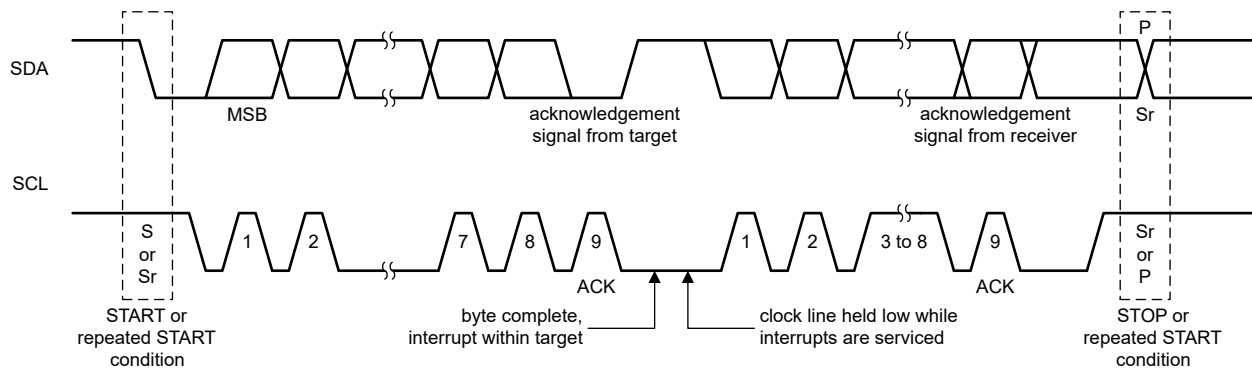 P
SDA
MSB
acknowledgement
signal from target
acknowledgement
signal from receiver
Sr
SCL
S
or
Sr
1
2
7
8
9
1
2
3 to 8
9
Sr
or
P
ACK
ACK
START or
repeated START
condition
byte complete,
interrupt within target
clock line held low while
interrupts are serviced
STOP or
repeated START
condition